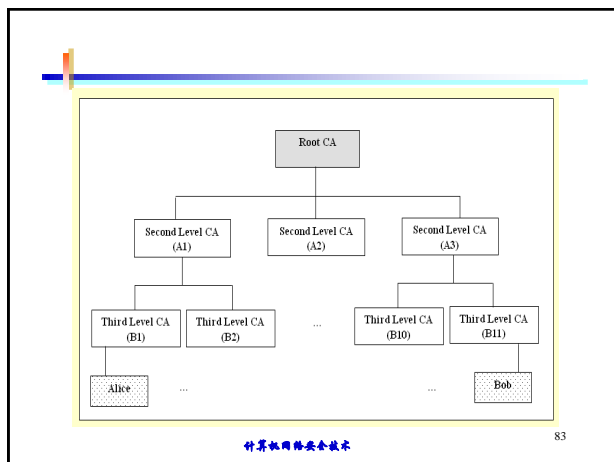 Root CA
Second Level CA
(A1)
Second Level CA
(A2)
Second Level CA
(A3)
Third Level CA
(B1)
Third Level CA
(B2)
...
Third Level CA
(B10)
Third Level CA
(B11)
Alice
...
...
Bob
计算机网络安全技术
83